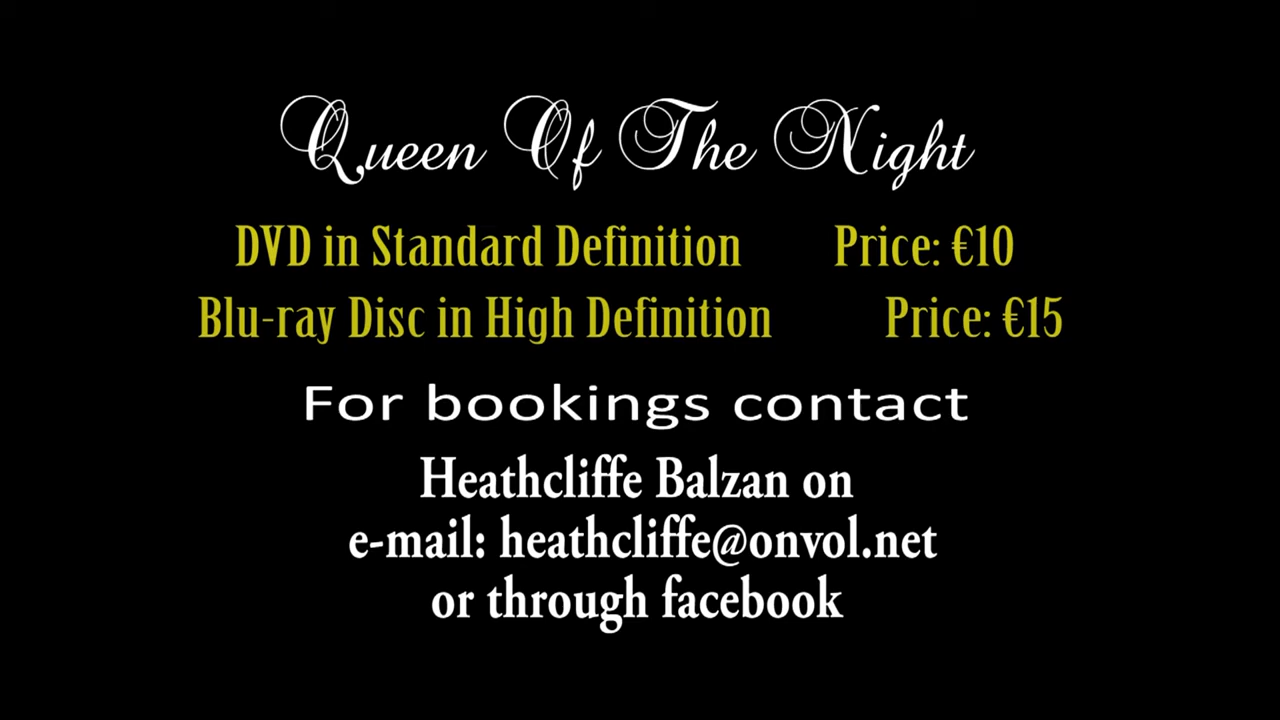 Queen Of The Night
DVD in Standard Definition Price: €10
Blu-ray Disc in High Definition Price: €15
For bookings contact
Heathcliffe Balzan on
e-mail: heathcliffe@onvol.net
or through facebook